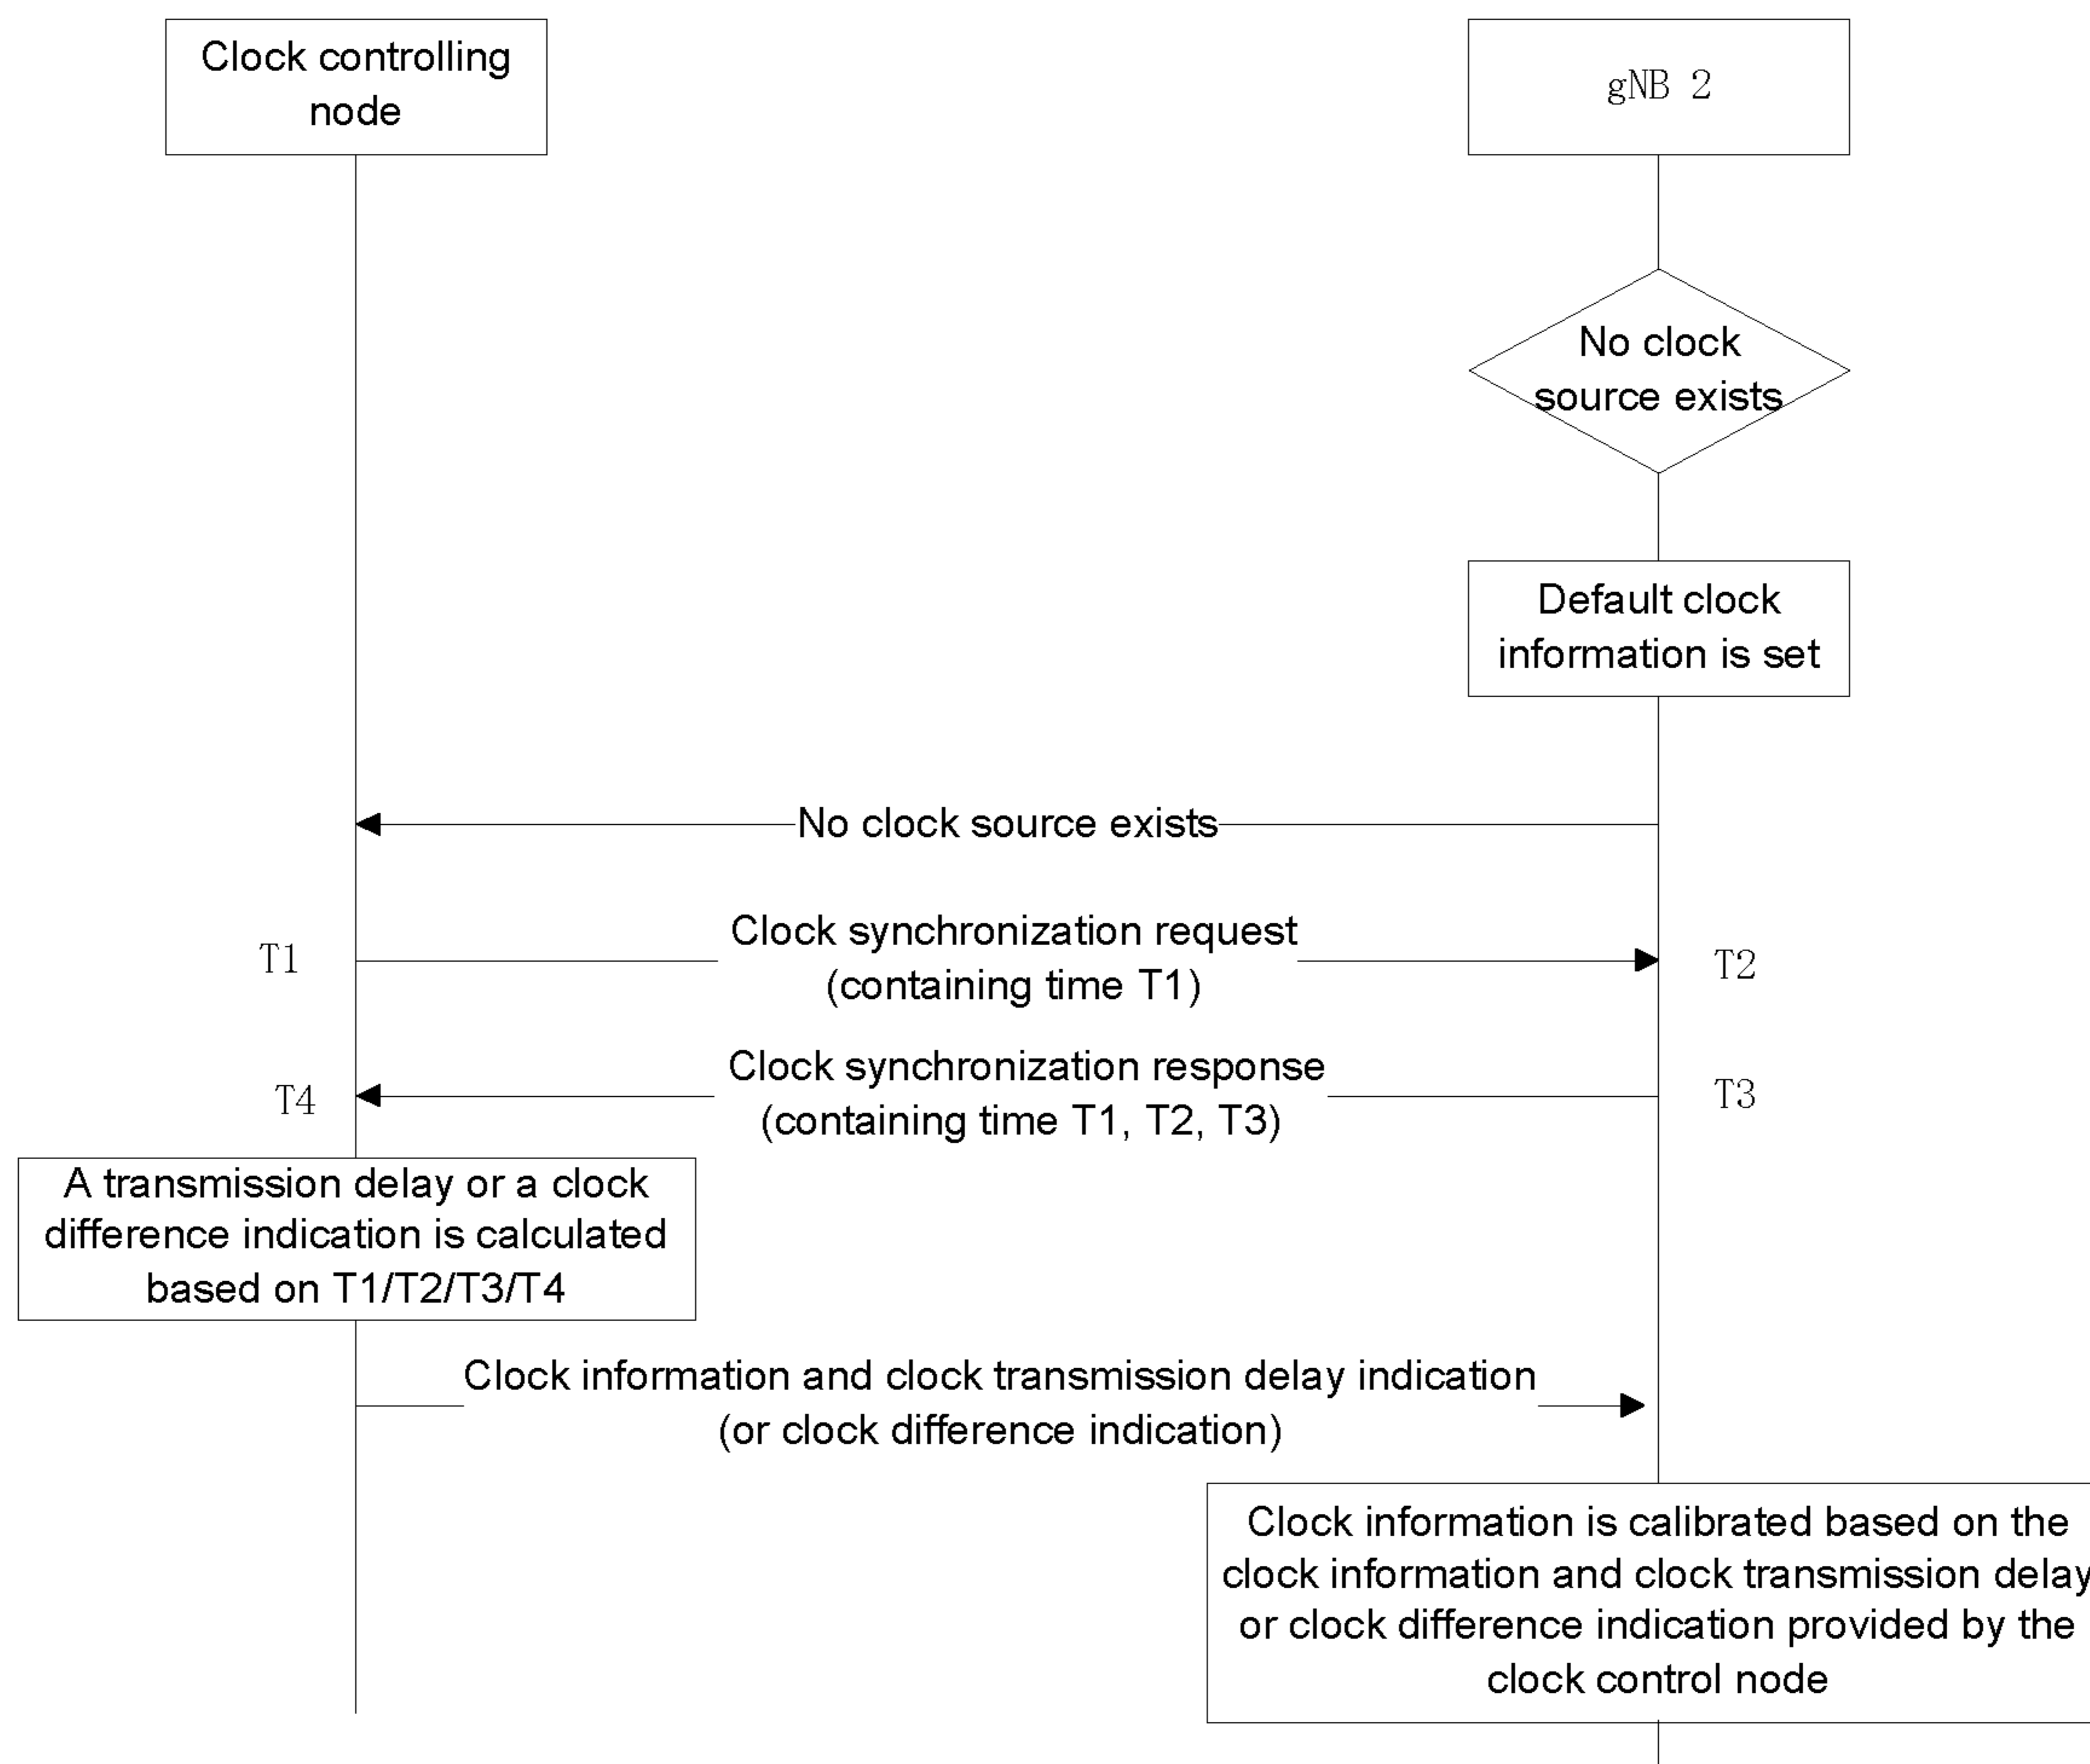 Clock controlling
node
gNB 2
No clock
source exists
Default clock
information is set
No clock source exists
T1
Clock synchronization request
(containing time T1)
T2
T4
Clock synchronization response
(containing time T1, T2, T3)
T3
A transmission delay or a clock
difference indication is calculated
based on T1/T2/T3/T4
Clock information and clock transmission delay indication
(or clock difference indication)
Clock information is calibrated based on the
clock information and clock transmission delay
or clock difference indication provided by the
clock control node